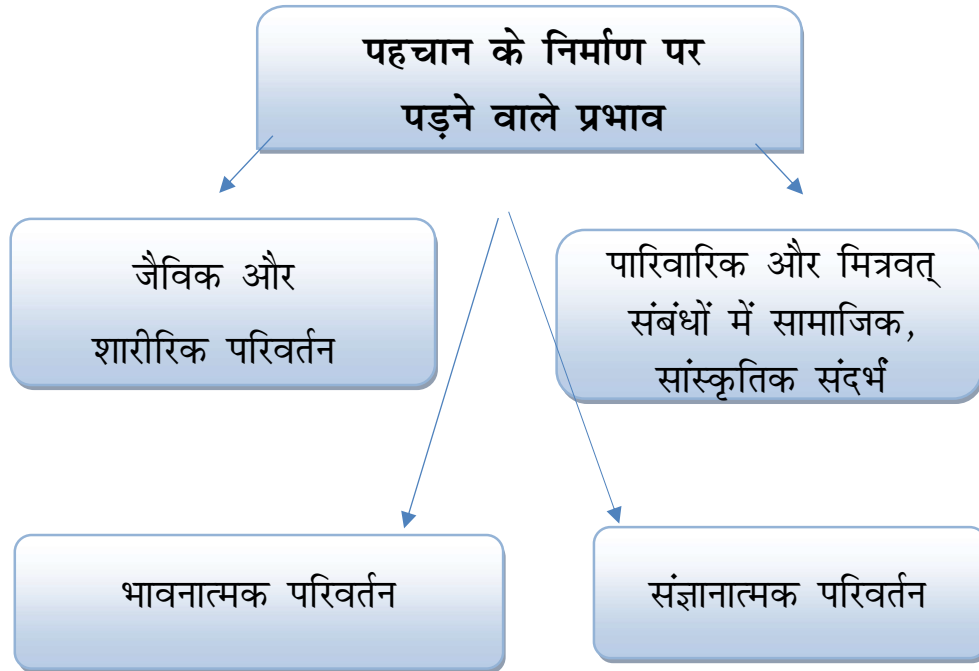 पहचान के निर्माण पर
पड़ने वाले प्रभाव
जैविक और
शारीरिक परिवर्तन
पारिवारिक और मित्रवत्
संबंधों में सामाजिक,
सांस्कृतिक संदर्भं
भावनात्मक परिवर्तन
संज्ञानात्मक परिवर्तन